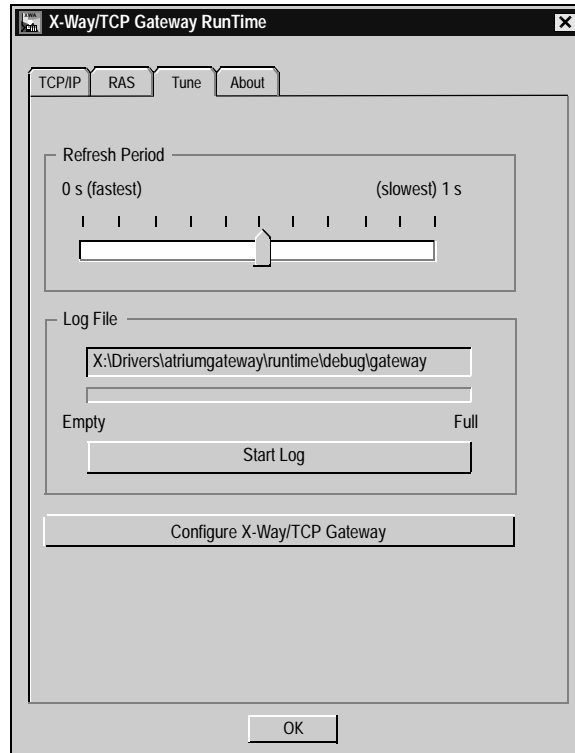 X-Way/TCP Gateway RunTime
TCP/IP RAS Tune About
Refresh Period
0 s (fastest) (slowest) 1 s
Log File
X:\Drivers\atriumgateway\runtime\debug\gateway
Empty Full
Start Log
Configure X-Way/TCP Gateway
OK